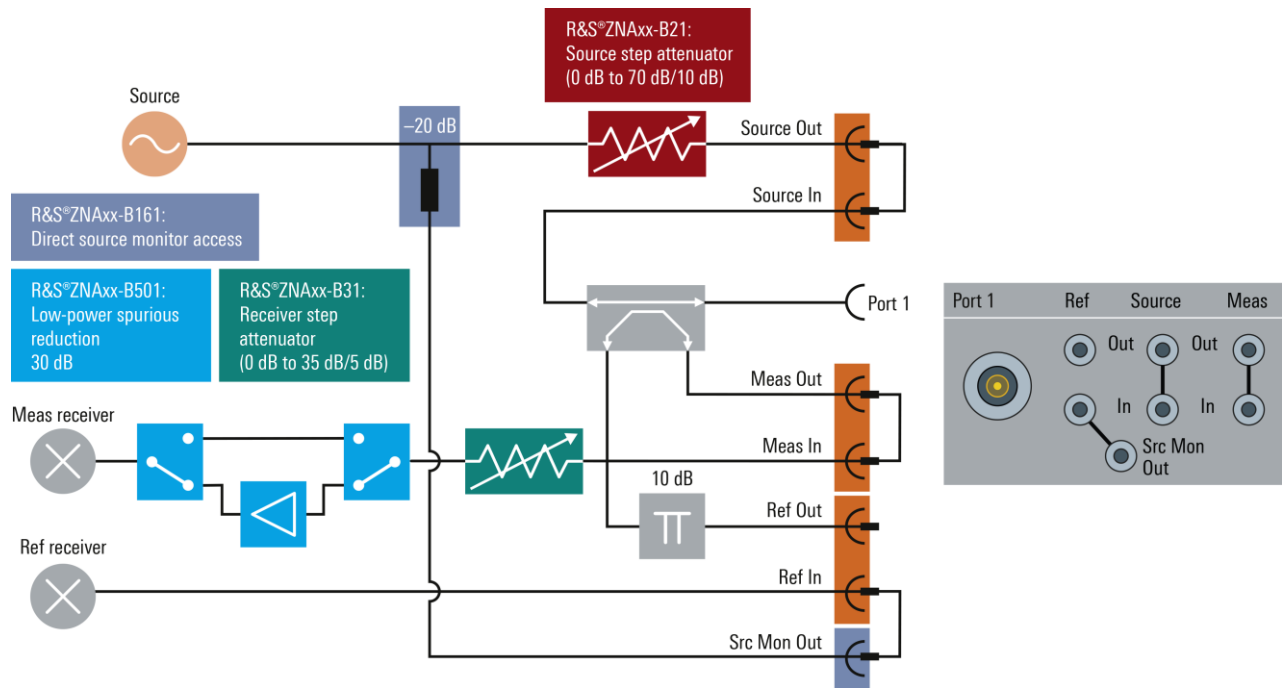 R&S®ZNAxx-B21:
Source step attenuator
(0 dB to 70 dB/10 dB)
Source
–20 dB
Source Out
Source In
R&S®ZNAxx-B161:
Direct source monitor access
R&S®ZNAxx-B501:
Low-power spurious
reduction
30 dB
R&S®ZNAxx-B31:
Receiver step
attenuator
(0 dB to 35 dB/5 dB)
Port 1
Port 1
Ref
Source
Meas
Out
Out
In
In
Src Mon
Out
Meas Out
Meas receiver
Meas In
10 dB
Ref Out
Ref receiver
Ref In
Src Mon Out